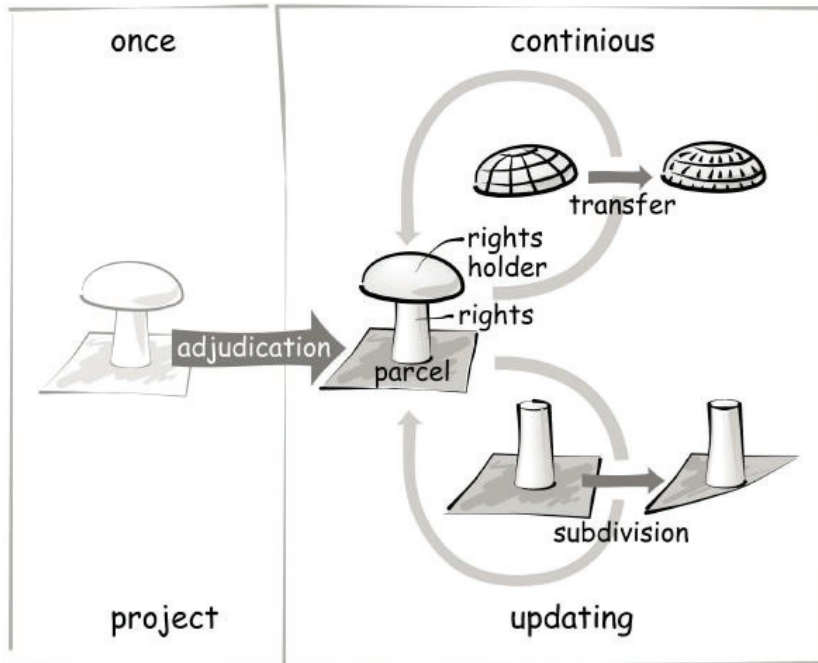 once
continious
transfer
rights
holder
rights
adjudication
parcel
subdivision
project
updating